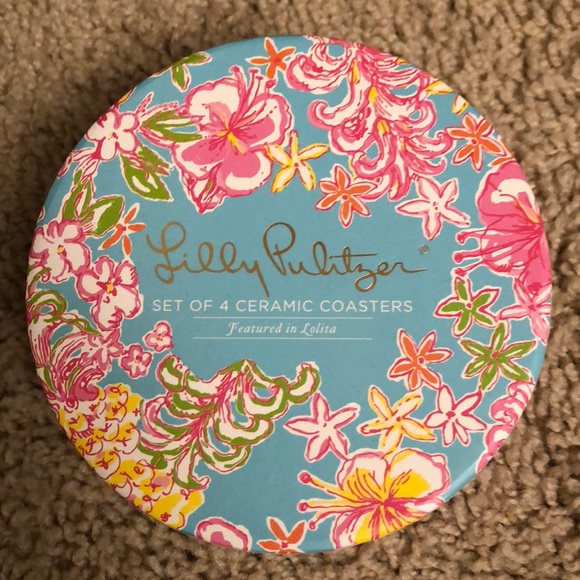 Lilly Pulitzer®
SET OF 4 CERAMIC COASTERS
Featured in Lolita